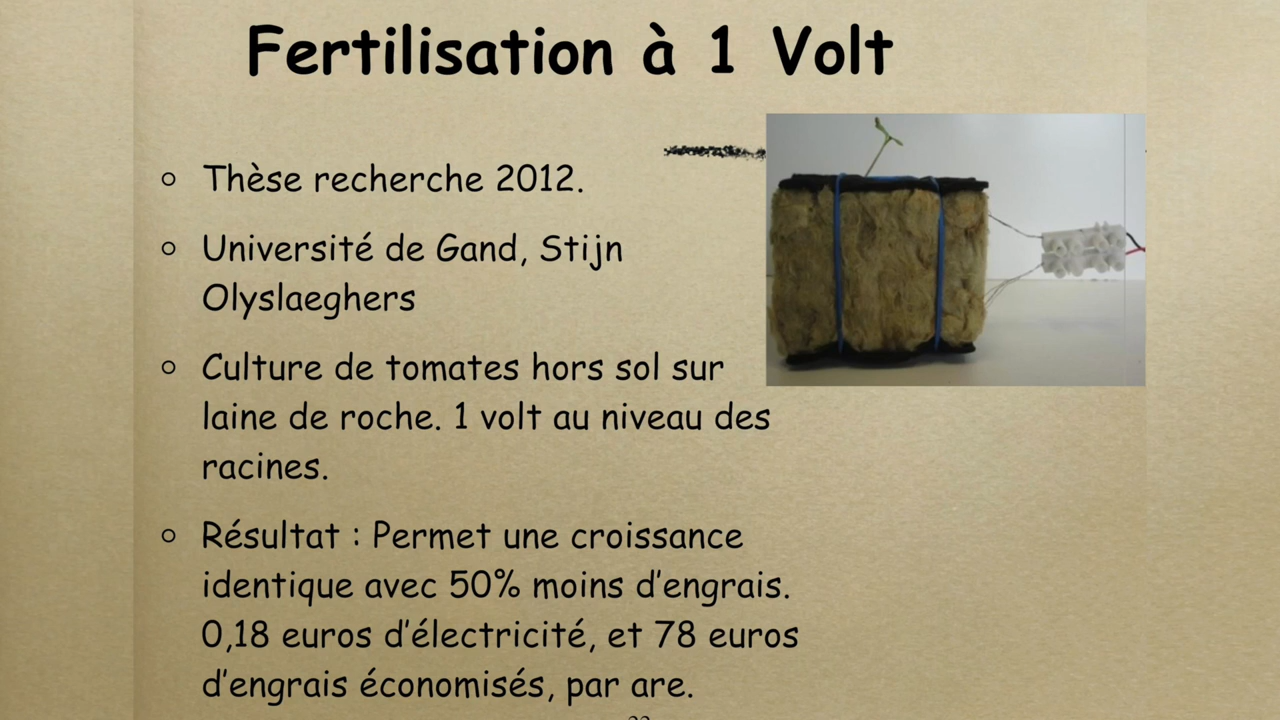 Fertilisation à 1 Volt
Thèse recherche 2012.
Université de Gand, Stijn
Olyslaeghers
Culture de tomates hors sol sur
laine de roche. 1 volt au niveau des
racines.
Résultat : Permet une croissance
identique avec 50% moins d’engrais.
0,18 euros d’électricité, et 78 euros
d’engrais économisés, par are.